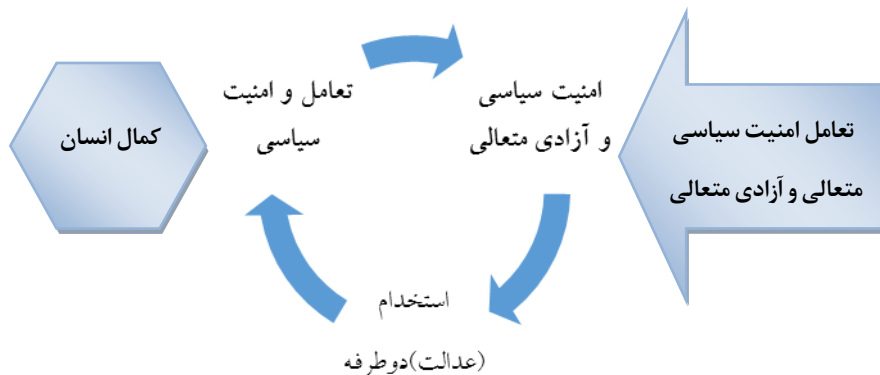 تعامل امنیت سیاسی
متعالی و آزادی متعالی
امنیت سیاسی
و آزادی متعالی
استخدام
(عدالت)دوطرفه
تعامل و امنیت
سیاسی
کمال انسان